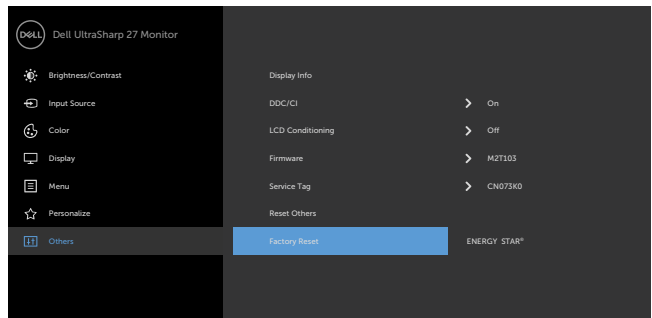 DELL Dell UltraSharp 27 Monitor
Brightness/Contrast Display Info
Input Source DDC/CI On
Color LCD Conditioning Off
Display Firmware M2T103
Menu Service Tag CN073K0
Personalize Reset Others
Others Factory Reset ENERGY STAR®